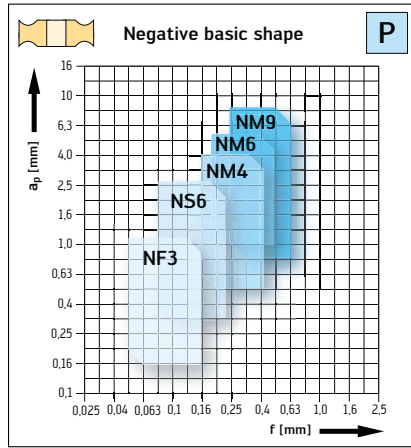 Negative basic shape
P
16
10
6,3
4,0
2,5
1,6
1,0
0,63
0,4
0,25
0,16
0,1
aₚ [mm]
NM9
NM6
NM4
NS6
NF3
0,025 0,04 0,063 0,1 0,16 0,25 0,4 0,63 1,0 1,6 2,5
f [mm]